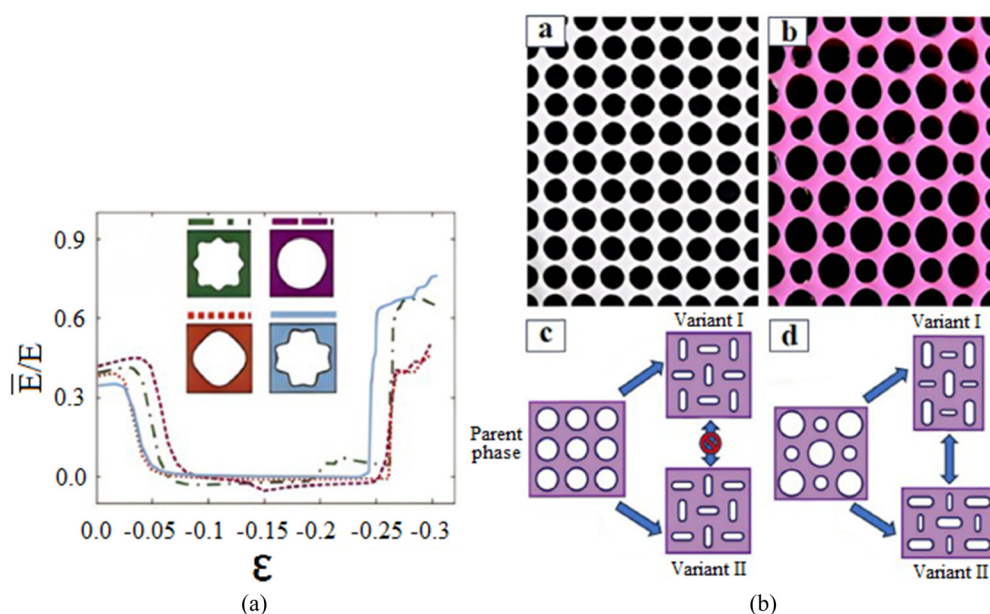 0.9
0.6
0.3
0.0
E̅/E
0.0 -0.05 -0.1 -0.15 -0.2 -0.25 -0.3
ε
(a)
a
b
c
Variant I
Parent
phase
Variant II
d
Variant I
Variant II
(b)